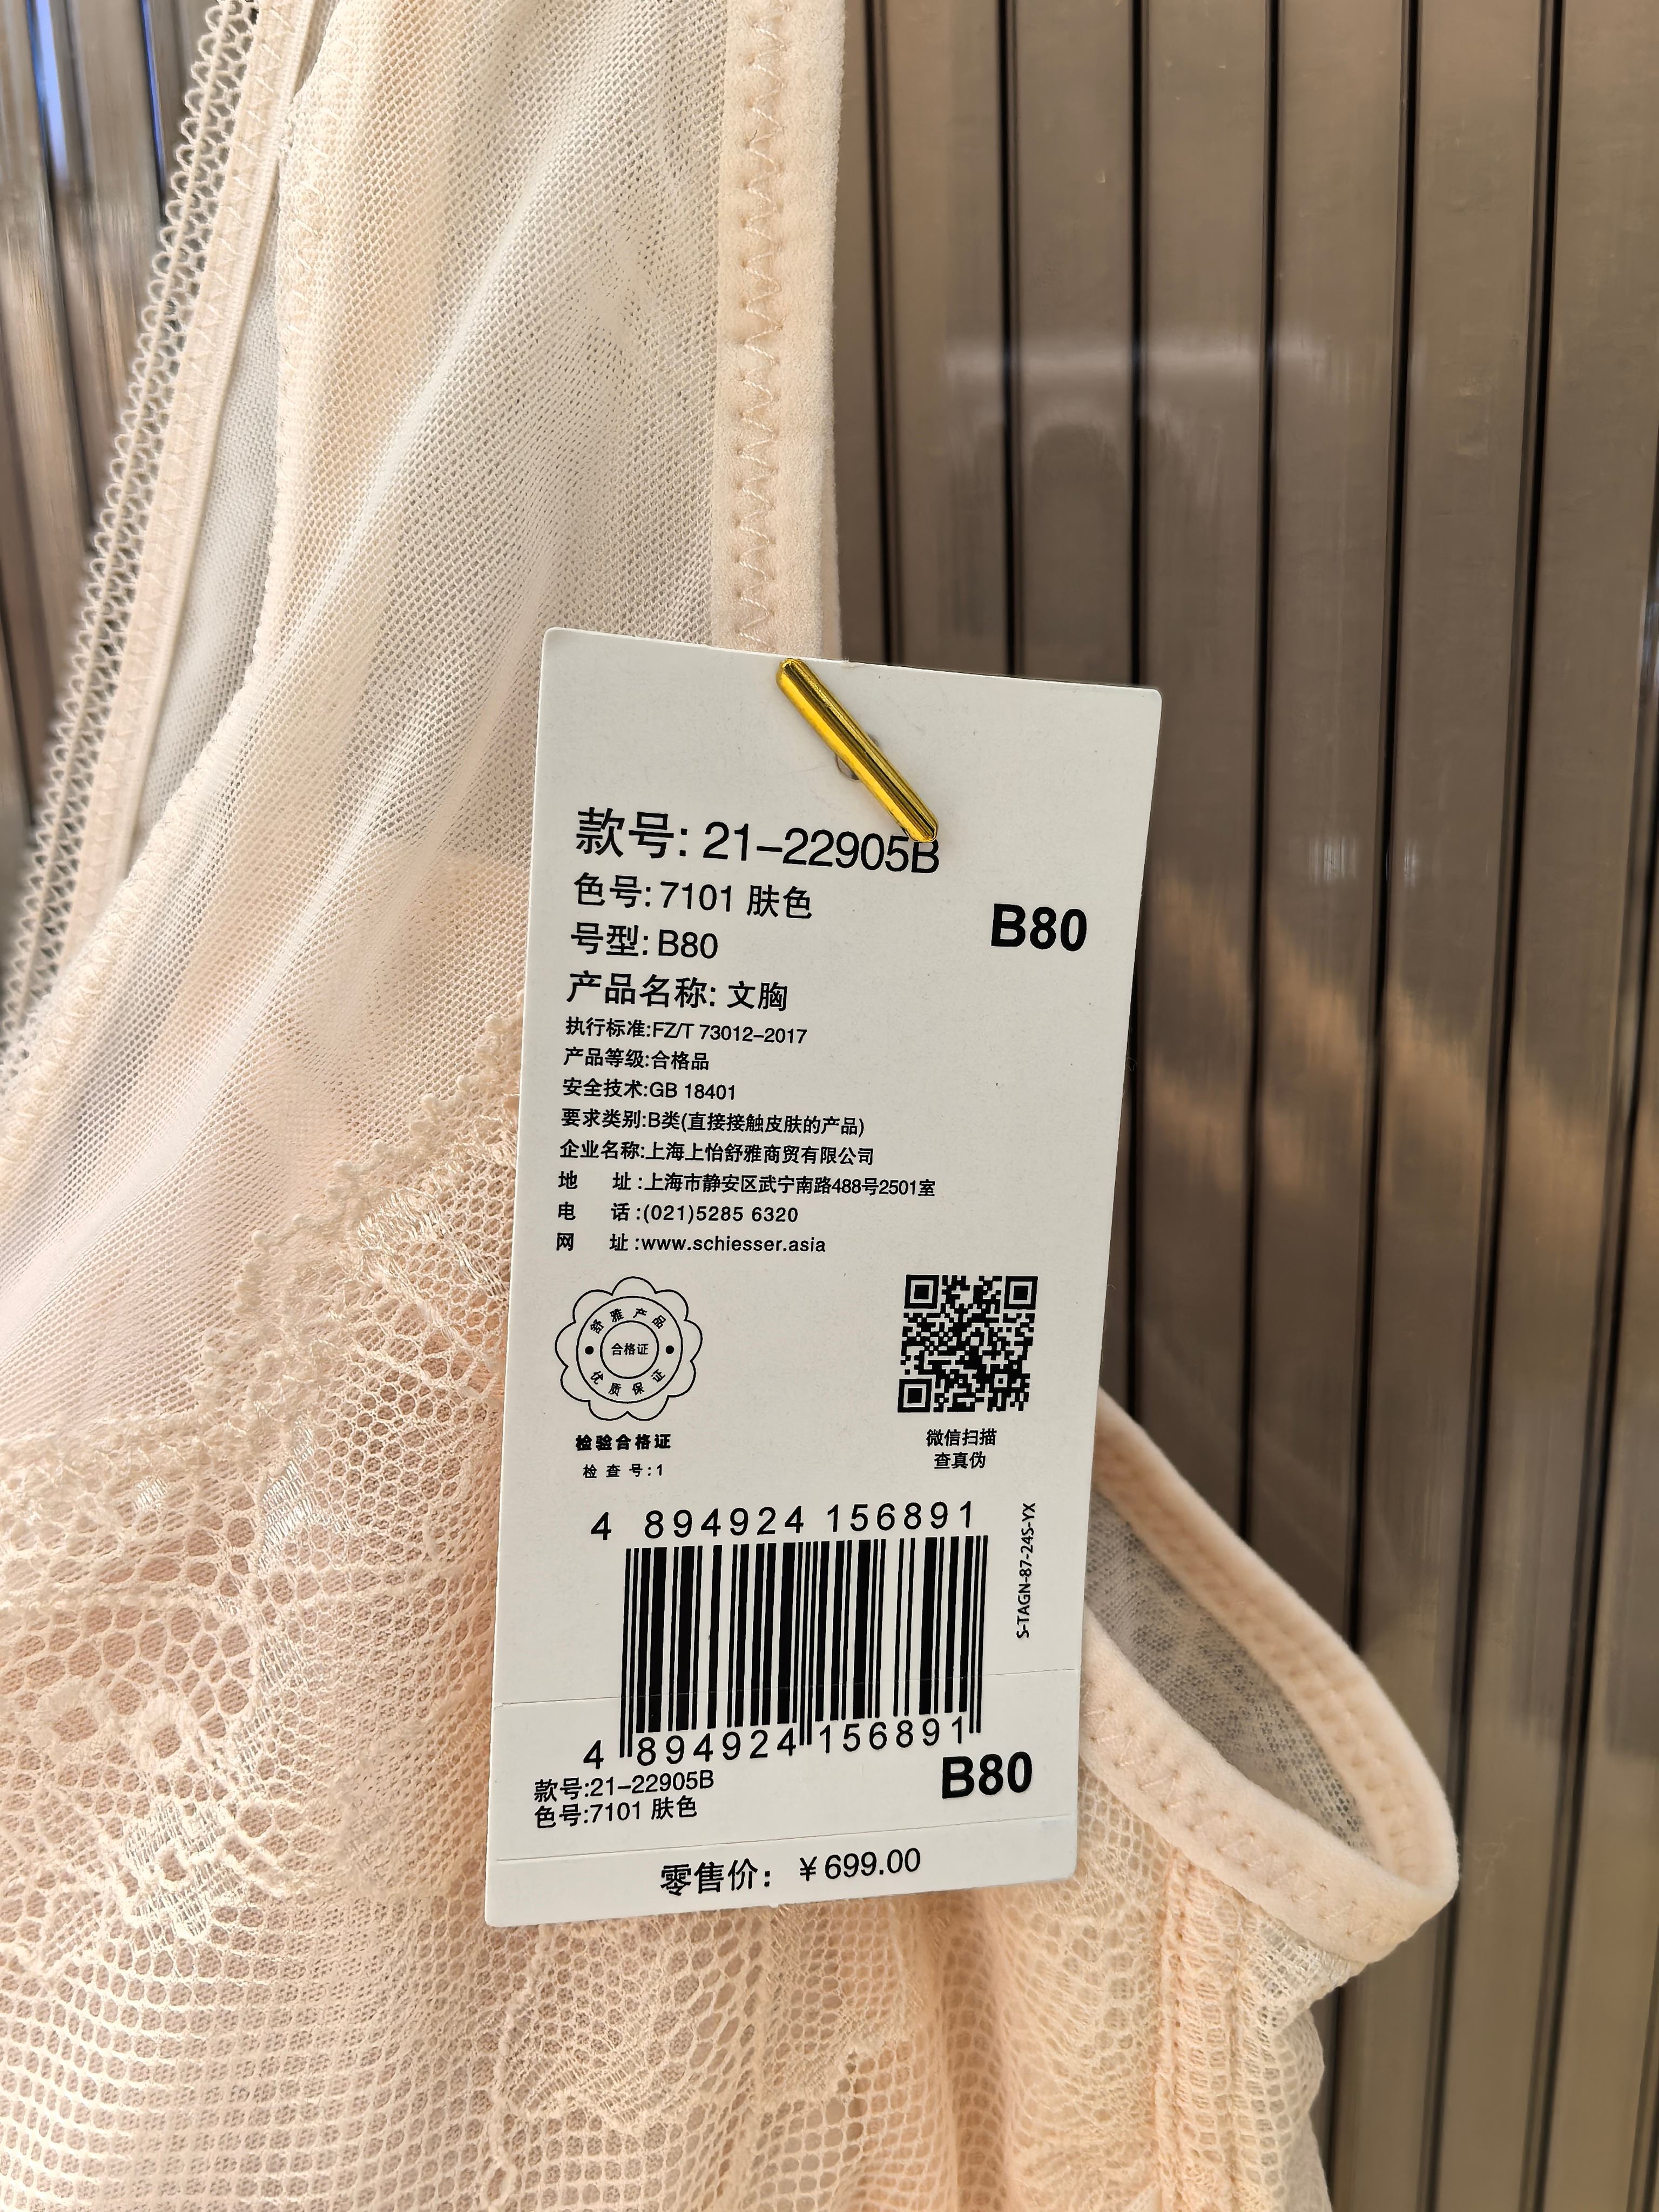 款号: 21-22905B
色号: 7101 肤色
号型: B80
B80
产品名称: 文胸
执行标准:FZ/T 73012-2017
产品等级:合格品
安全技术:GB 18401
要求类别:B类(直接接触皮肤的产品)
企业名称:上海上怡舒雅商贸有限公司
地 址:上海市静安区武宁南路488号2501室
电 话:(021)5285 6320
网 址:www.schiesser.asia
舒雅产品
合格证
优质保证
检验合格证
检 查 号:1
微信扫描
查真伪
4 894924 156891
S-TAGN-87-24S-YX
4 894924 156891
款号:21-22905B
色号:7101 肤色
B80
零售价: ¥699.00